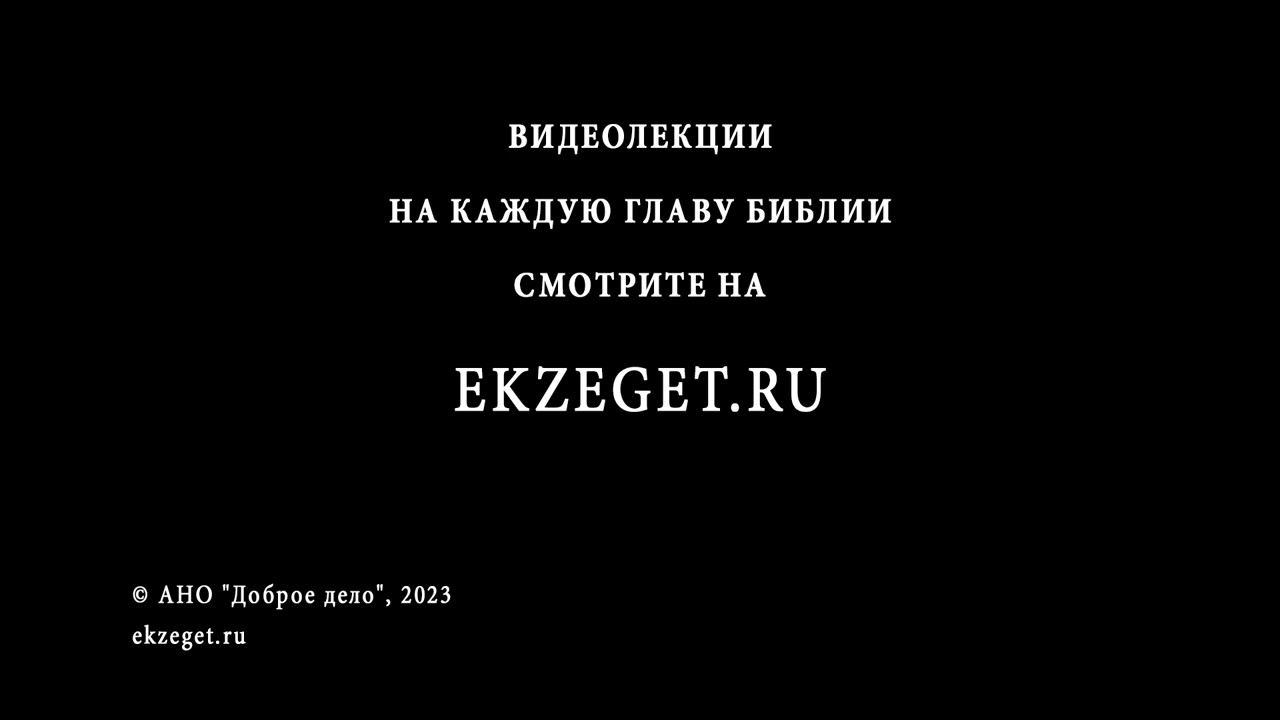 ВИДЕОЛЕКЦИИ
НА КАЖДУЮ ГЛАВУ БИБЛИИ
СМОТРИТЕ НА
EKZEGET.RU
© АНО "Доброе дело", 2023
ekzeget.ru